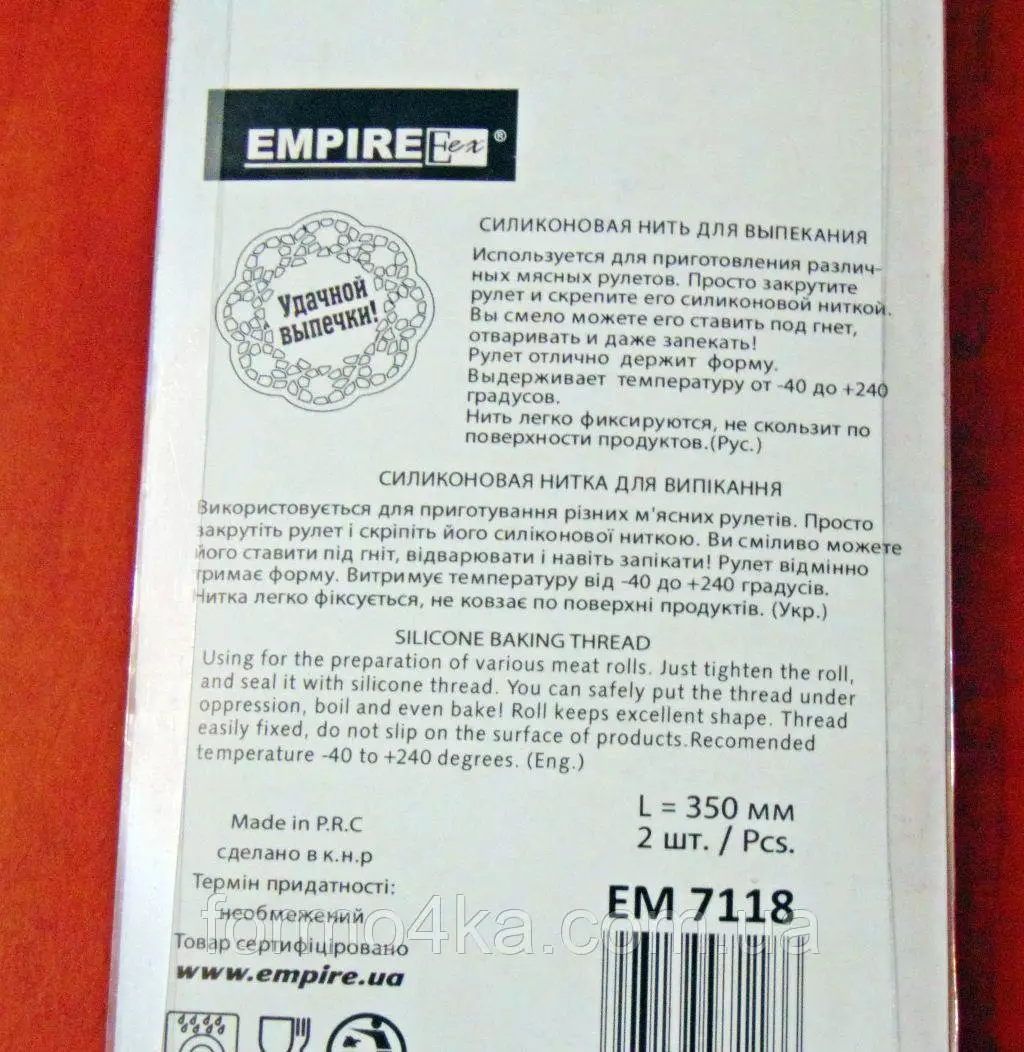 EMPIRE Eex®
Удачной
выпечки!
СИЛИКОНОВАЯ НИТЬ ДЛЯ ВЫПЕКАНИЯ
Используется для приготовления различ-
ных мясных рулетов. Просто закрутите
рулет и скрепите его силиконовой ниткой.
Вы смело можете его ставить под гнет,
отваривать и даже запекать!
Рулет отлично держит форму.
Выдерживает температуру от -40 до +240
градусов.
Нить легко фиксируются, не скользит по
поверхности продуктов.(Рус.)
СИЛИКОНОВАЯ НИТКА ДЛЯ ВИПІКАННЯ
Використовується для приготування різних м'ясних рулетів. Просто
закрутіть рулет і скріпіть його силіконової ниткою. Ви сміливо можете
його ставити під гніт, відварювати і навіть запікати! Рулет відмінно
тримає форму. Витримує температуру від -40 до +240 градусів.
Нитка легко фіксується, не ковзає по поверхні продуктів. (Укр.)
SILICONE BAKING THREAD
Using for the preparation of various meat rolls. Just tighten the roll,
and seal it with silicone thread. You can safely put the thread under
oppression, boil and even bake! Roll keeps excellent shape. Thread
easily fixed, do not slip on the surface of products.Recomended
temperature -40 to +240 degrees. (Eng.)
L = 350 мм
2 шт. / Pcs.
Made in P.R.C
сделано в к.н.р
Термін придатності:
необмежений
Товар сертифіціровано
www.empire.ua
EM 7118
formo4ka.com.ua